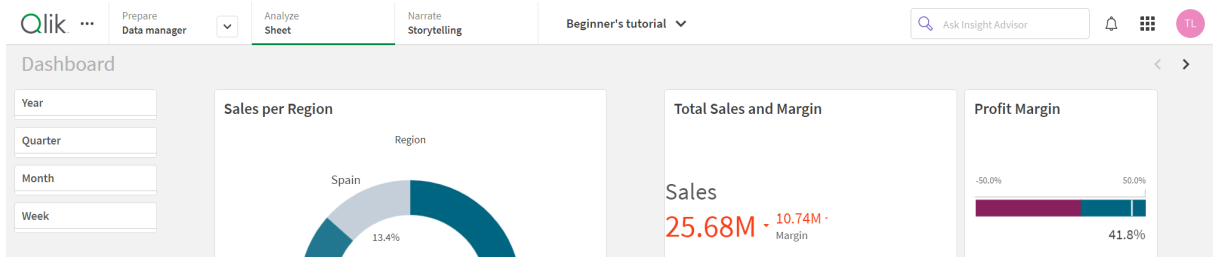 Qlik
Prepare
Data manager
Analyze
Sheet
Narrate
Storytelling
Beginner's tutorial
Ask Insight Advisor
TL
Dashboard
Year
Quarter
Month
Week
Sales per Region
Region
Spain
13.4%
Total Sales and Margin
Sales
25.68M
10.74M
Margin
Profit Margin
-50.0% 50.0%
41.8%